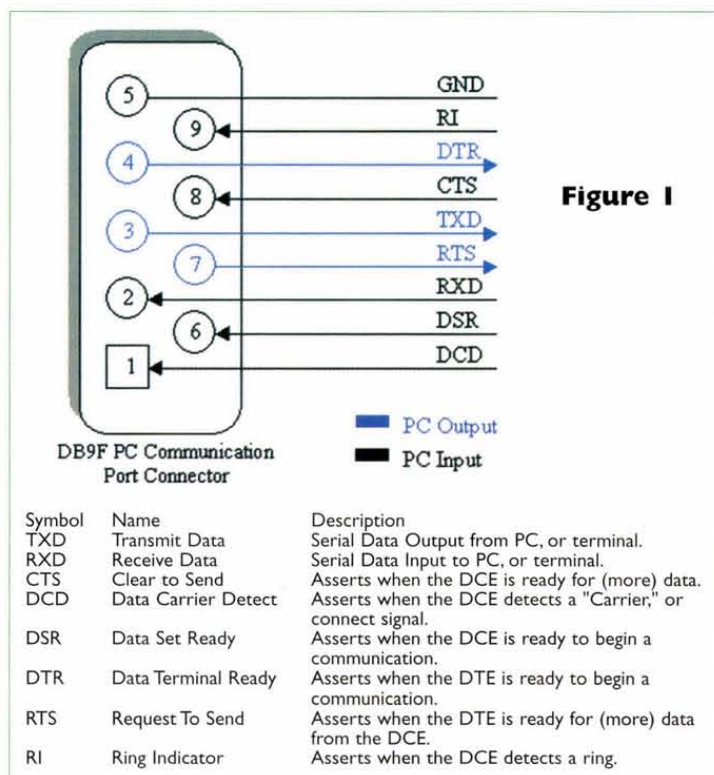 5
GND
9
RI
4
DTR
8
CTS
Figure 1
3
TXD
7
RTS
2
RXD
6
DSR
1
DCD
PC Output
PC Input
DB9F PC Communication
Port Connector
Symbol Name Description
TXD Transmit Data Serial Data Output from PC, or terminal.
RXD Receive Data Serial Data Input to PC, or terminal.
CTS Clear to Send Asserts when the DCE is ready for (more) data.
DCD Data Carrier Detect Asserts when the DCE detects a "Carrier," or
connect signal.
DSR Data Set Ready Asserts when the DCE is ready to begin a
communication.
DTR Data Terminal Ready Asserts when the DTE is ready to begin a
communication.
RTS Request To Send Asserts when the DTE is ready for (more) data
from the DCE.
RI Ring Indicator Asserts when the DCE detects a ring.